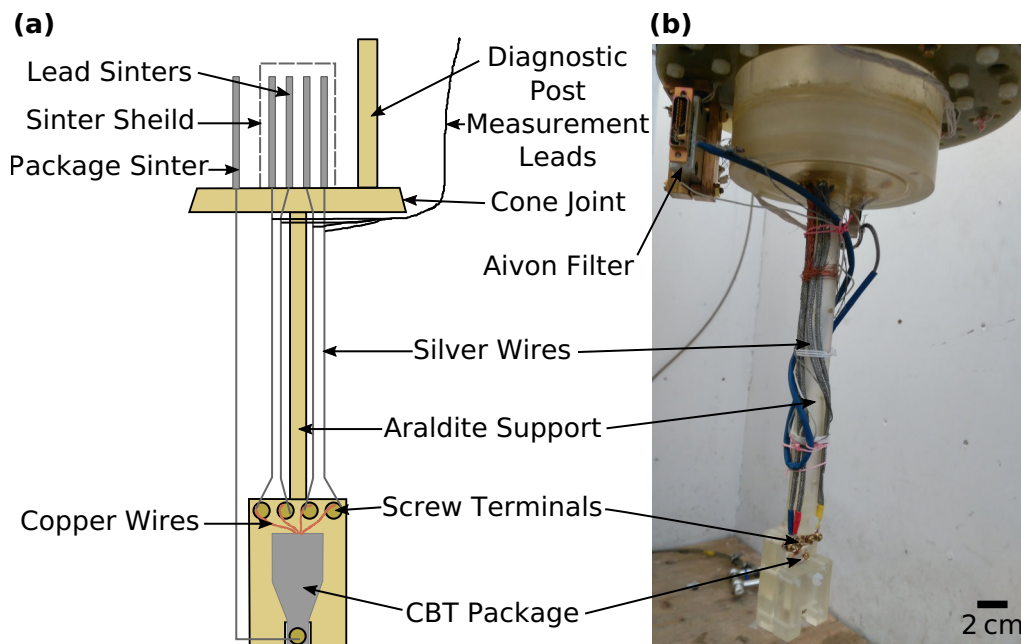 (a)
(b)
Lead Sinters
Sinter Sheild
Package Sinter
Diagnostic
Post
Measurement
Leads
Cone Joint
Aivon Filter
Silver Wires
Araldite Support
Copper Wires
Screw Terminals
CBT Package
2 cm